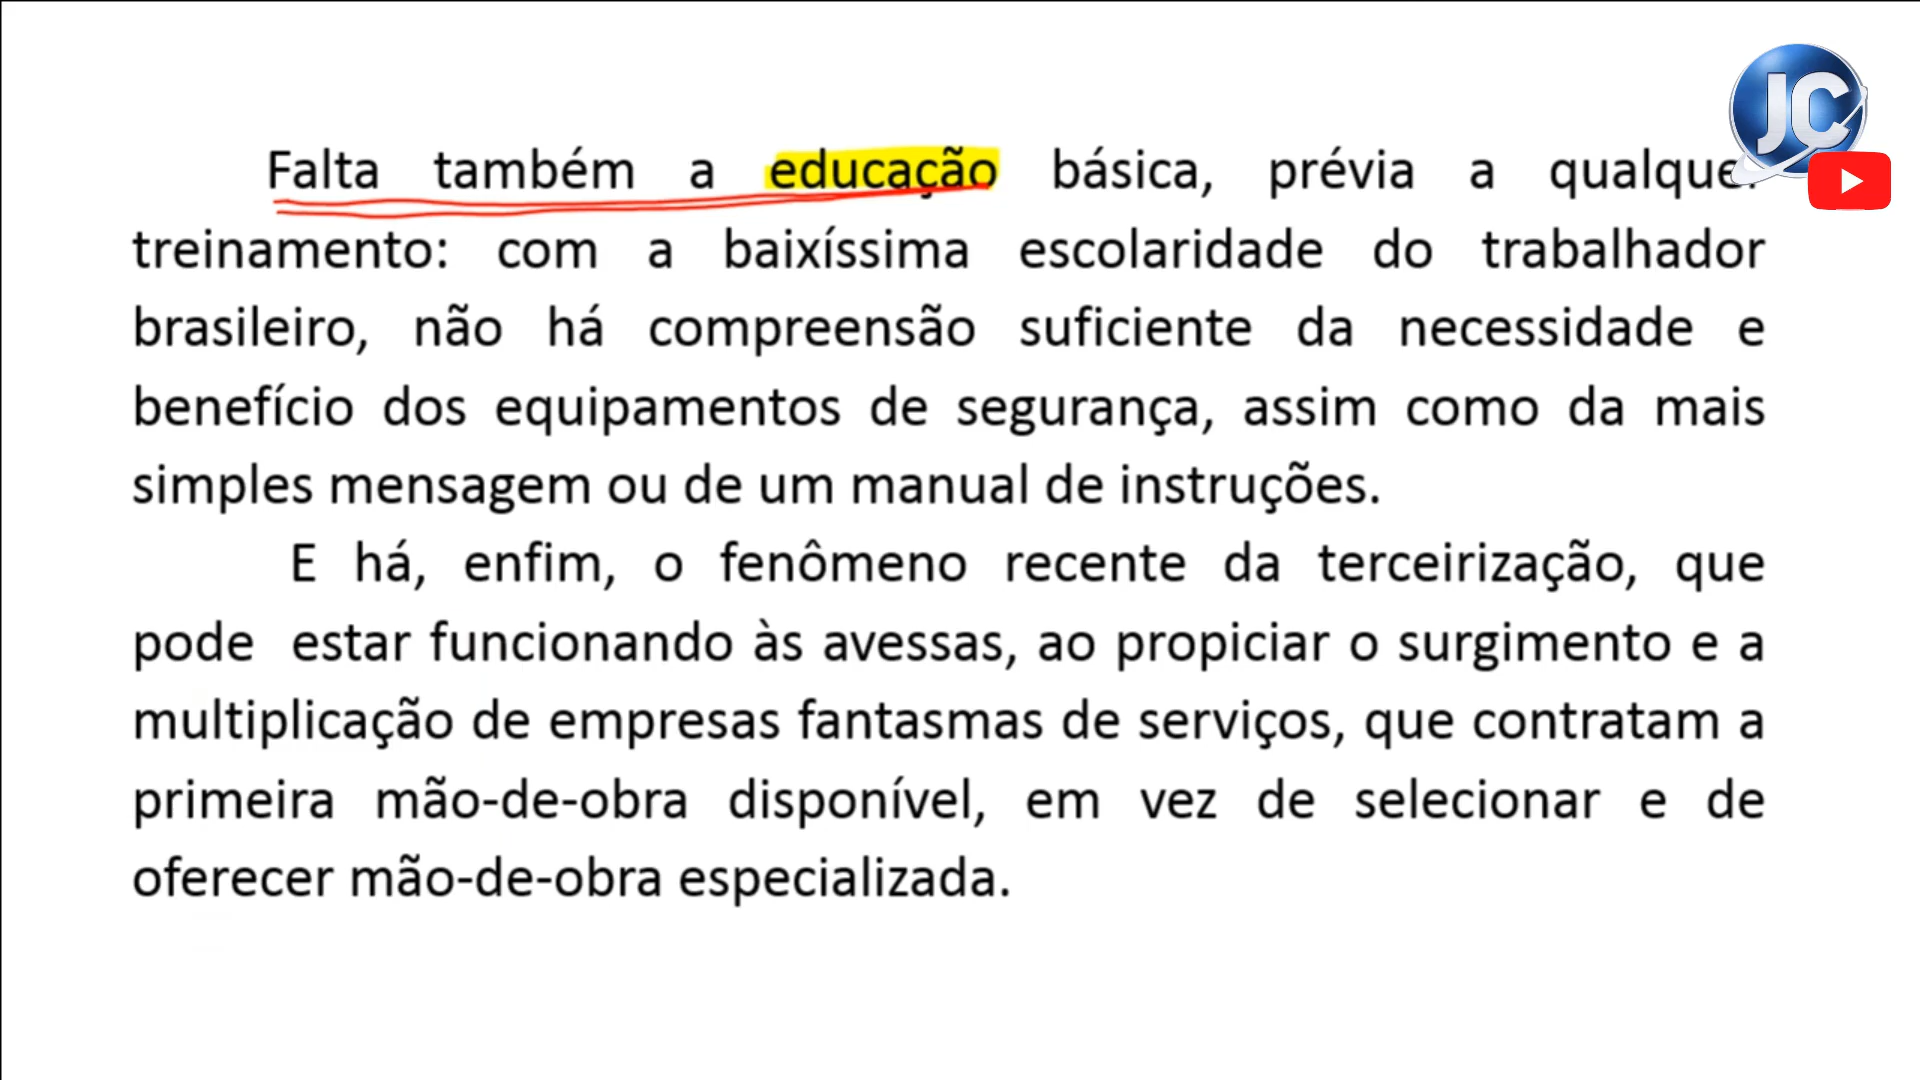 JC
Falta também a educação básica, prévia a qualquer
treinamento: com a baixíssima escolaridade do trabalhador
brasileiro, não há compreensão suficiente da necessidade e
benefício dos equipamentos de segurança, assim como da mais
simples mensagem ou de um manual de instruções.
E há, enfim, o fenômeno recente da terceirização, que
pode estar funcionando às avessas, ao propiciar o surgimento e a
multiplicação de empresas fantasmas de serviços, que contratam a
primeira mão-de-obra disponível, em vez de selecionar e de
oferecer mão-de-obra especializada.